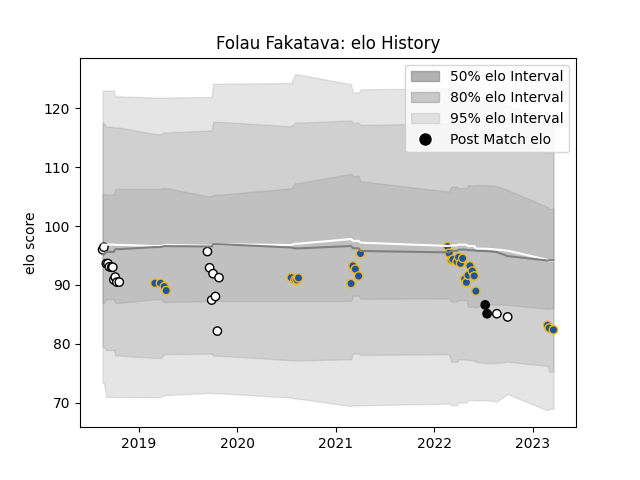 Folau Fakatava: elo History
50% elo Interval
80% elo Interval
95% elo Interval
Post Match elo
elo score
120
110
100
90
80
70
2019
2020
2021
2022
2023